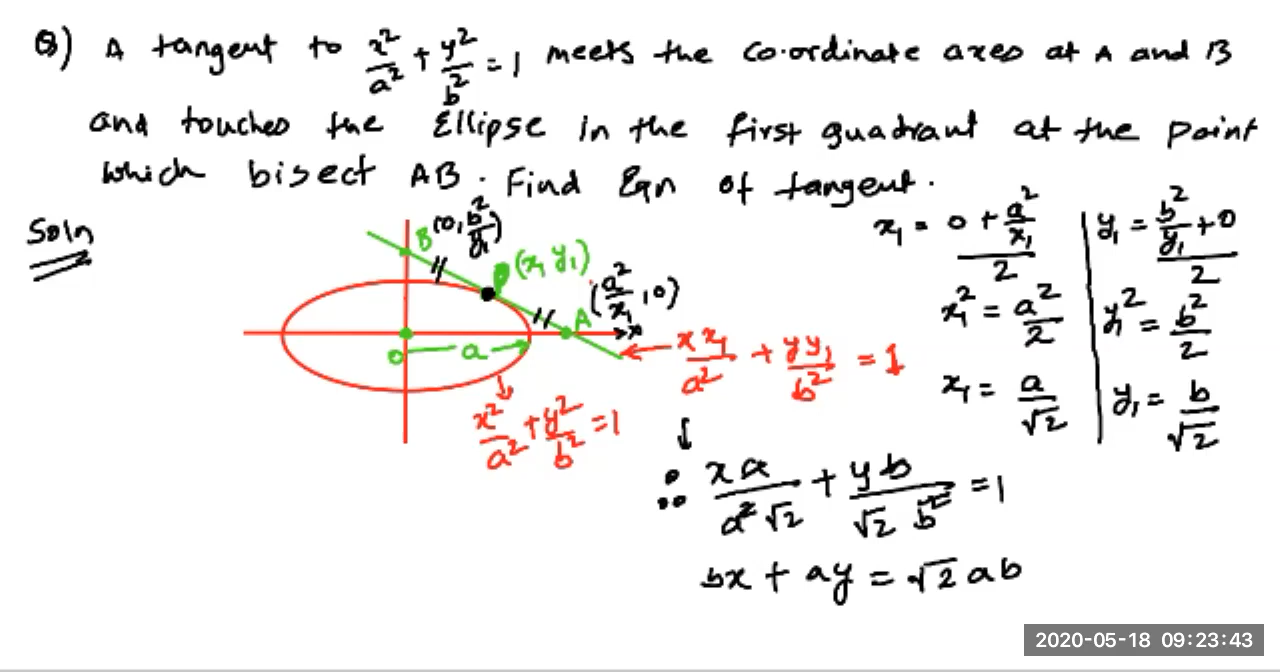 Q) A tangent to x²/a² + y²/b² = 1 meets the co-ordinate axes at A and B
and touches the Ellipse in the first quadrant at the point
which bisect AB. Find Eqn of tangent.
Soln
B (0, b²/y₁)
P (x₁ y₁)
(a²/x₁, 0)
A
x
O
a
x²/a² + y²/b² = 1
xx₁/a² + yy₁/b² = 1
x₁ = (0 + a²/x₁)/2
x₁² = a²/2
x₁ = a/√2
y₁ = (b²/y₁ + 0)/2
y₁² = b²/2
y₁ = b/√2
∴ xa/a²√2 + yb/√2 b² = 1
bx + ay = √2 ab
2020-05-18 09:23:43